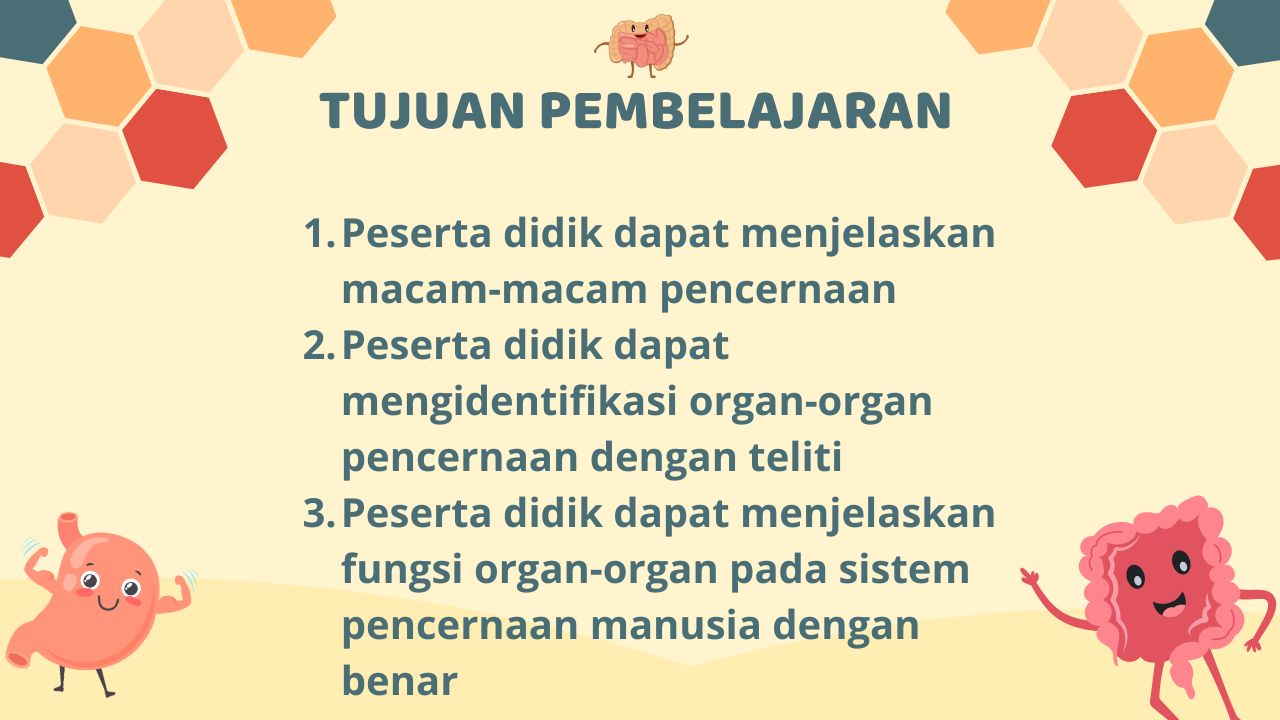 TUJUAN PEMBELAJARAN
1. Peserta didik dapat menjelaskan
macam-macam pencernaan
2. Peserta didik dapat
mengidentifikasi organ-organ
pencernaan dengan teliti
3. Peserta didik dapat menjelaskan
fungsi organ-organ pada sistem
pencernaan manusia dengan
benar